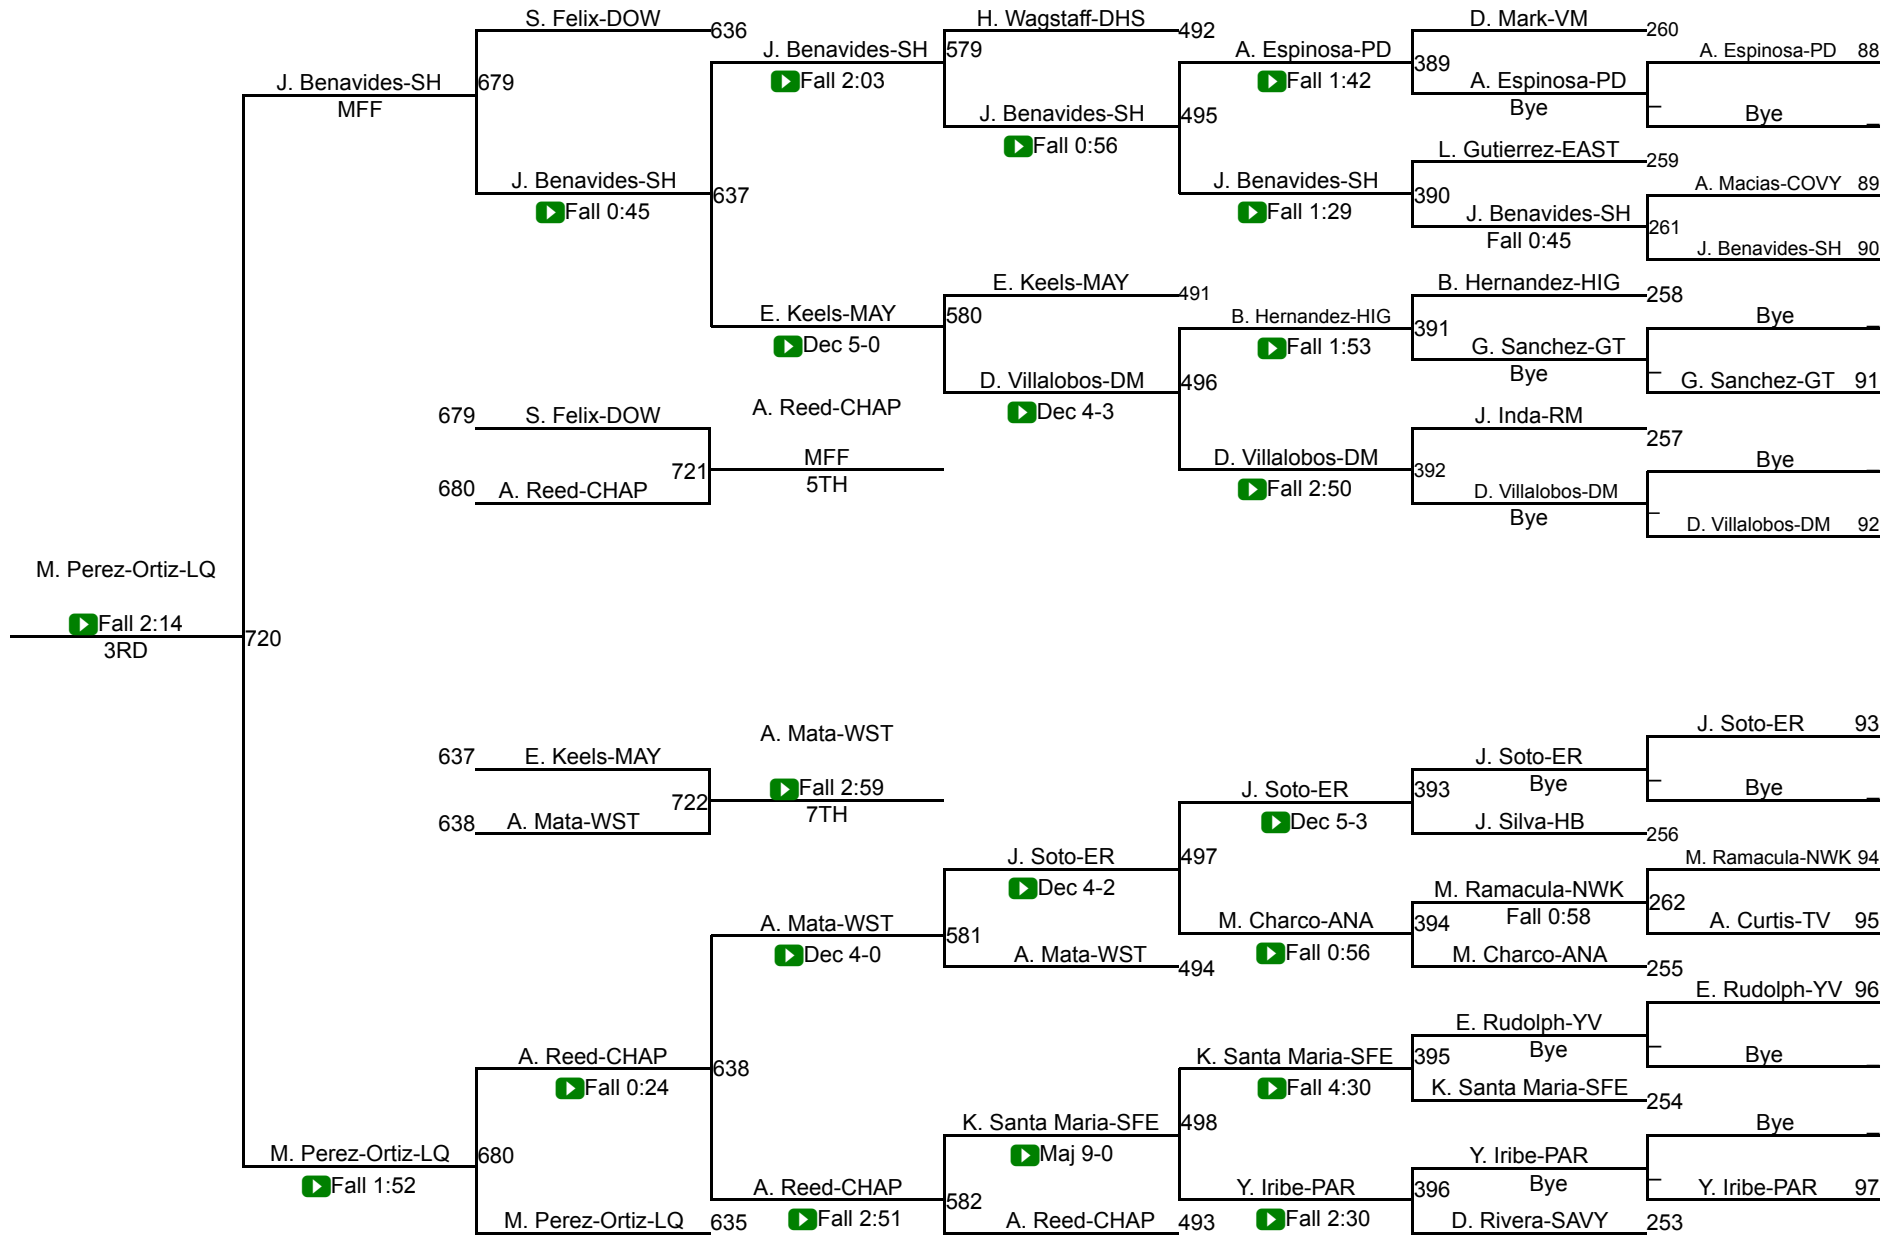 S. Felix-DOW
636
H. Wagstaff-DHS
492
D. Mark-VM
260
J. Benavides-SH
579
A. Espinosa-PD
389
A. Espinosa-PD 88
J. Benavides-SH
679
Fall 2:03
Fall 1:42
A. Espinosa-PD
MFF
J. Benavides-SH
495
Bye
Bye
Fall 0:56
L. Gutierrez-EAST
259
J. Benavides-SH
637
J. Benavides-SH
390
A. Macias-COVY 89
Fall 0:45
Fall 1:29
J. Benavides-SH
261
Fall 0:45
J. Benavides-SH 90
E. Keels-MAY
491
B. Hernandez-HIG
258
E. Keels-MAY
580
B. Hernandez-HIG
391
Bye
Dec 5-0
Fall 1:53
G. Sanchez-GT
D. Villalobos-DM
496
Bye
G. Sanchez-GT 91
679
S. Felix-DOW
A. Reed-CHAP
Dec 4-3
J. Inda-RM
257
721
MFF
D. Villalobos-DM
392
Bye
5TH
680
A. Reed-CHAP
Fall 2:50
D. Villalobos-DM
Bye
D. Villalobos-DM 92
M. Perez-Ortiz-LQ
Fall 2:14
720
3RD
A. Mata-WST
J. Soto-ER 93
637
E. Keels-MAY
J. Soto-ER
722
Fall 2:59
J. Soto-ER
393
Bye
Bye
7TH
638
A. Mata-WST
Dec 5-3
J. Silva-HB
256
J. Soto-ER
497
M. Ramacula-NWK 94
Dec 4-2
M. Ramacula-NWK
262
A. Mata-WST
581
M. Charco-ANA
394
Fall 0:58
A. Curtis-TV 95
Dec 4-0
A. Mata-WST
494
Fall 0:56
M. Charco-ANA
255
E. Rudolph-YV 96
E. Rudolph-YV
A. Reed-CHAP
638
K. Santa Maria-SFE
395
Bye
Bye
Fall 0:24
Fall 4:30
K. Santa Maria-SFE
254
K. Santa Maria-SFE
498
Bye
M. Perez-Ortiz-LQ
680
Maj 9-0
Y. Iribe-PAR
Fall 1:52
A. Reed-CHAP
582
Y. Iribe-PAR
396
Bye
Y. Iribe-PAR 97
M. Perez-Ortiz-LQ
635
Fall 2:51
A. Reed-CHAP
493
Fall 2:30
D. Rivera-SAVY
253